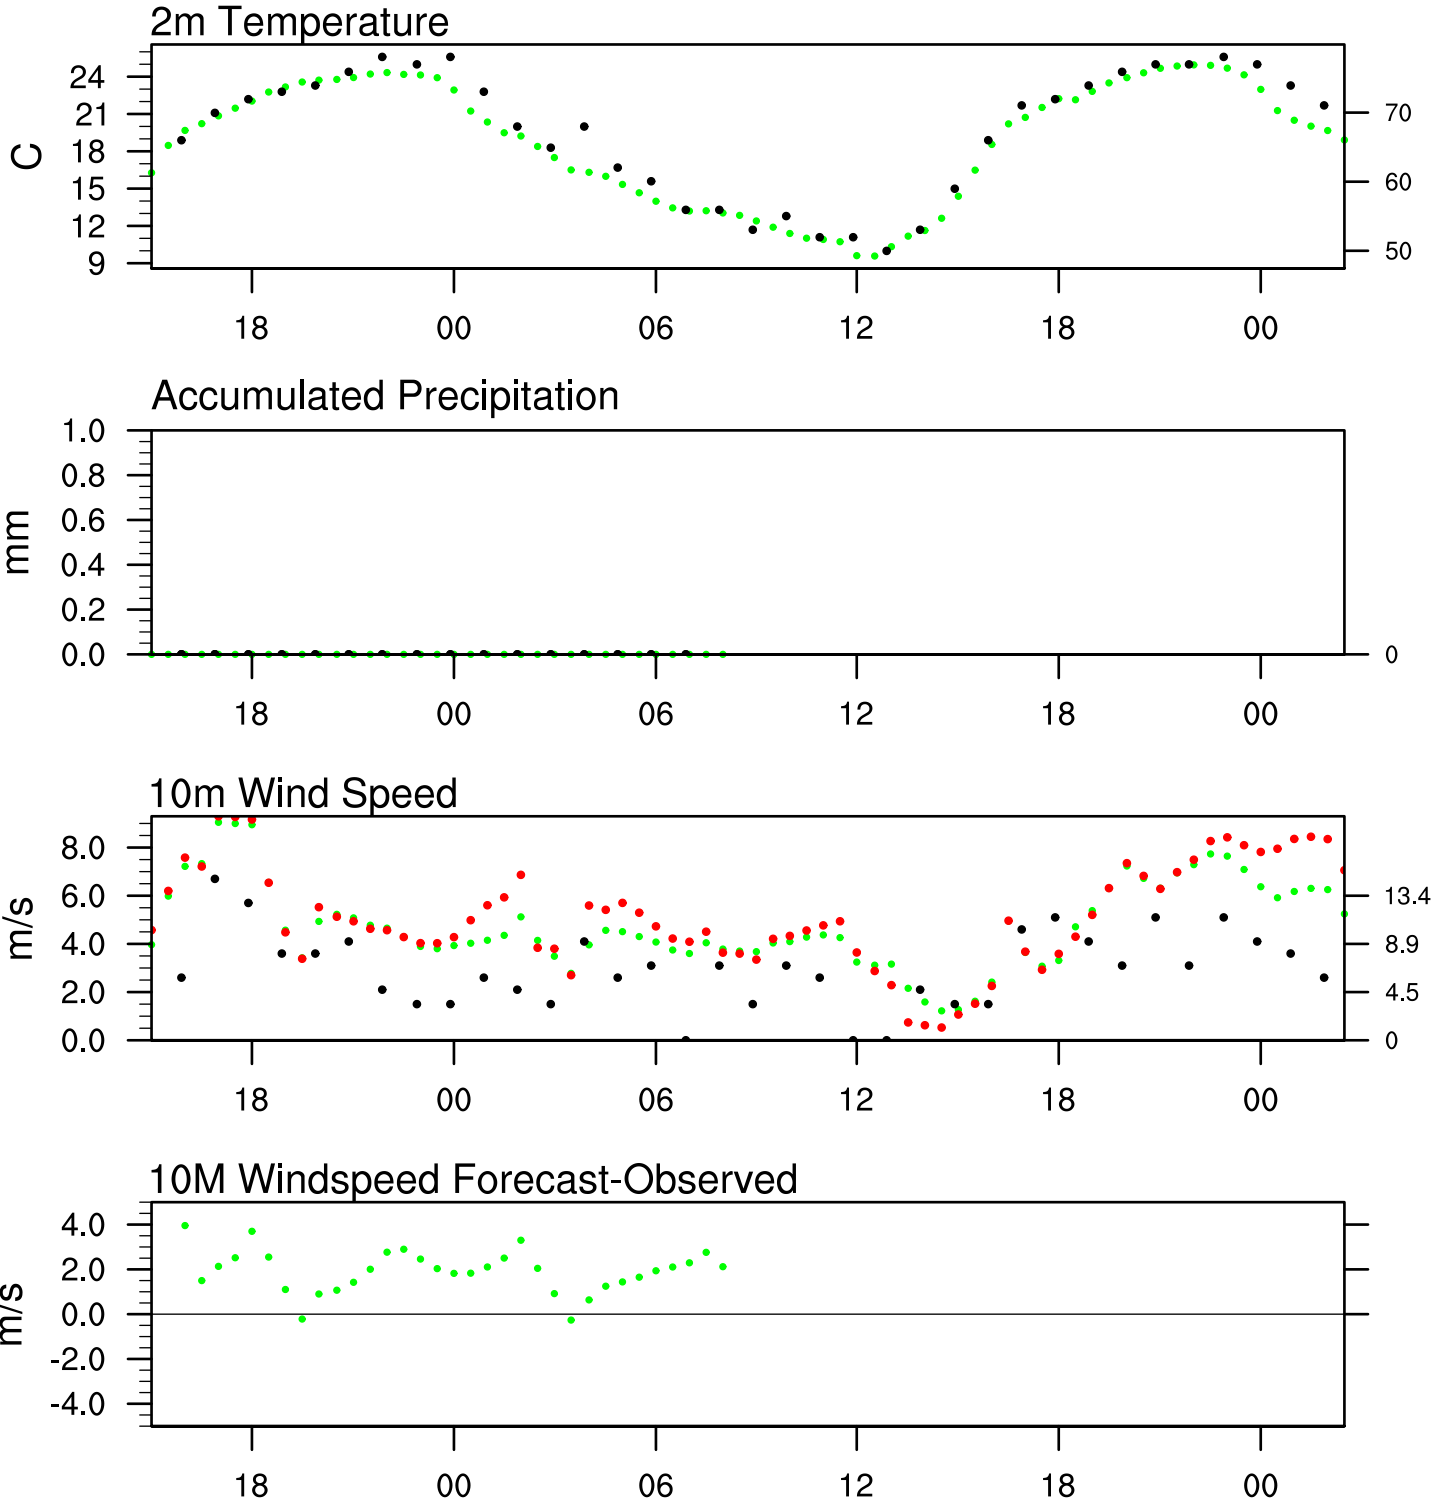 2m Temperature
24
21
18
15
12
9
C
70
60
50
18 00 06 12 18 00
Accumulated Precipitation
1.0
0.8
0.6
0.4
0.2
0.0
mm
0
18 00 06 12 18 00
10m Wind Speed
8.0
6.0
4.0
2.0
0.0
m/s
13.4
8.9
4.5
0
18 00 06 12 18 00
10M Windspeed Forecast-Observed
4.0
2.0
0.0
-2.0
-4.0
m/s
18 00 06 12 18 00